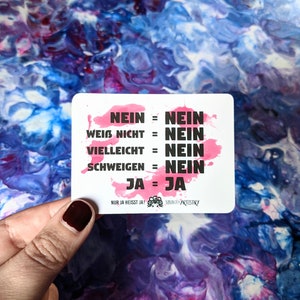 NEIN = NEIN
WEIß NICHT = NEIN
VIELLEICHT = NEIN
SCHWEIGEN = NEIN
JA = JA
NUR JA HEISST JA!